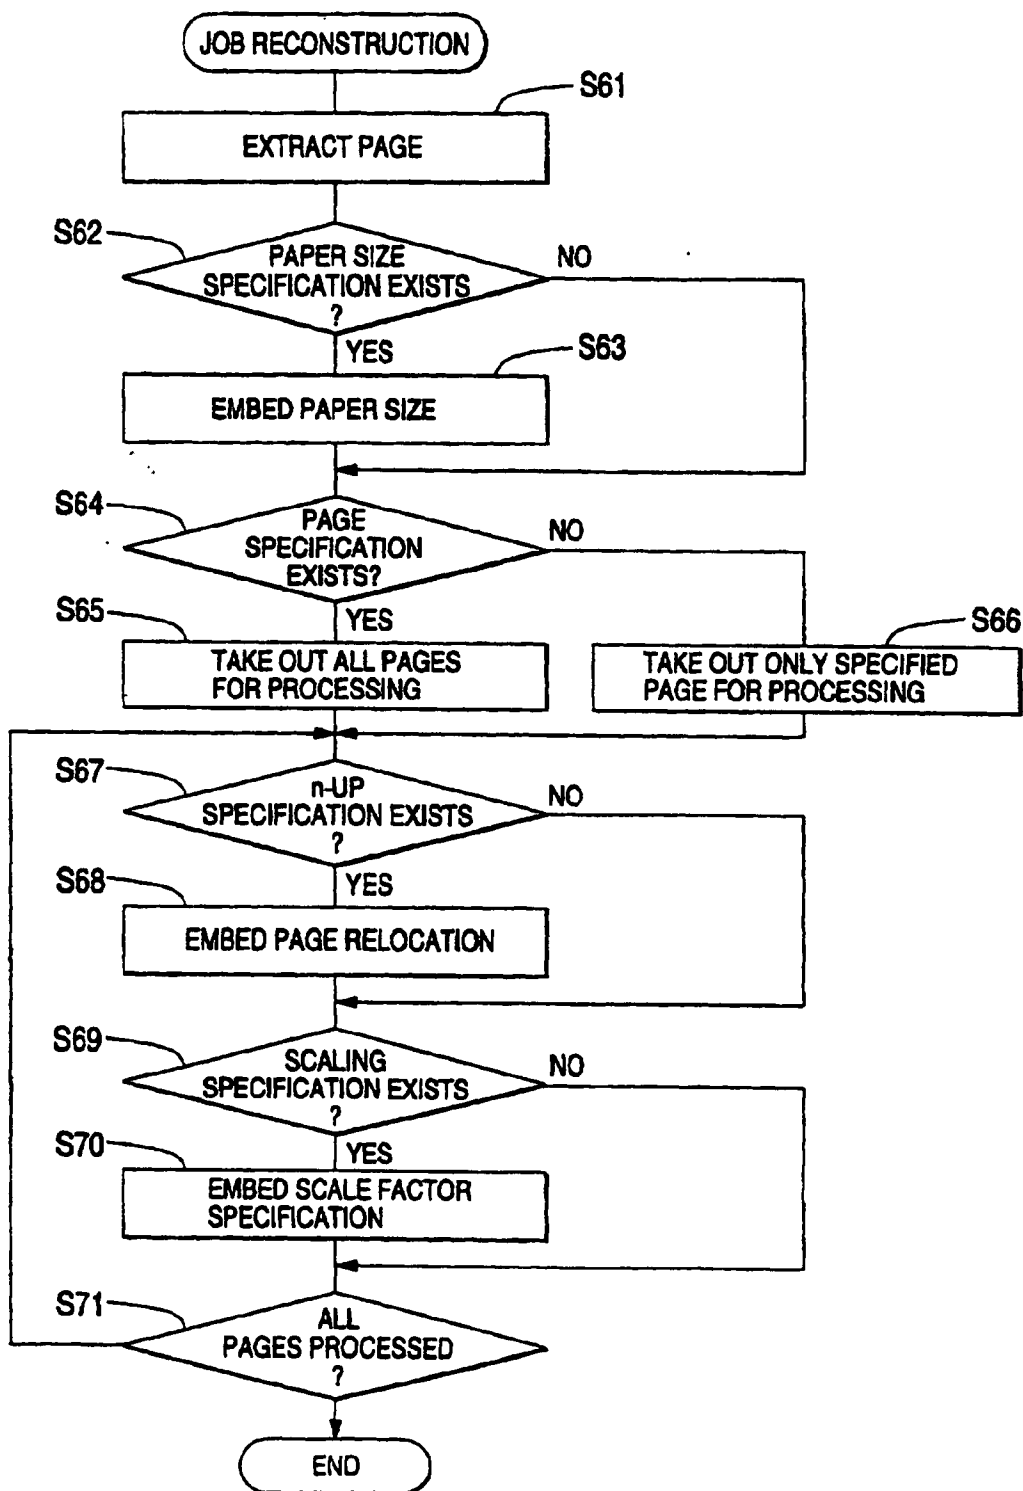 JOB RECONSTRUCTION
S61
EXTRACT PAGE
S62
PAPER SIZE
SPECIFICATION EXISTS
?
NO
YES
S63
EMBED PAPER SIZE
S64
PAGE
SPECIFICATION
EXISTS?
NO
YES
S65
TAKE OUT ALL PAGES
FOR PROCESSING
S66
TAKE OUT ONLY SPECIFIED
PAGE FOR PROCESSING
S67
n-UP
SPECIFICATION EXISTS
?
NO
YES
S68
EMBED PAGE RELOCATION
S69
SCALING
SPECIFICATION EXISTS
?
NO
YES
S70
EMBED SCALE FACTOR
SPECIFICATION
S71
ALL
PAGES PROCESSED
?
END